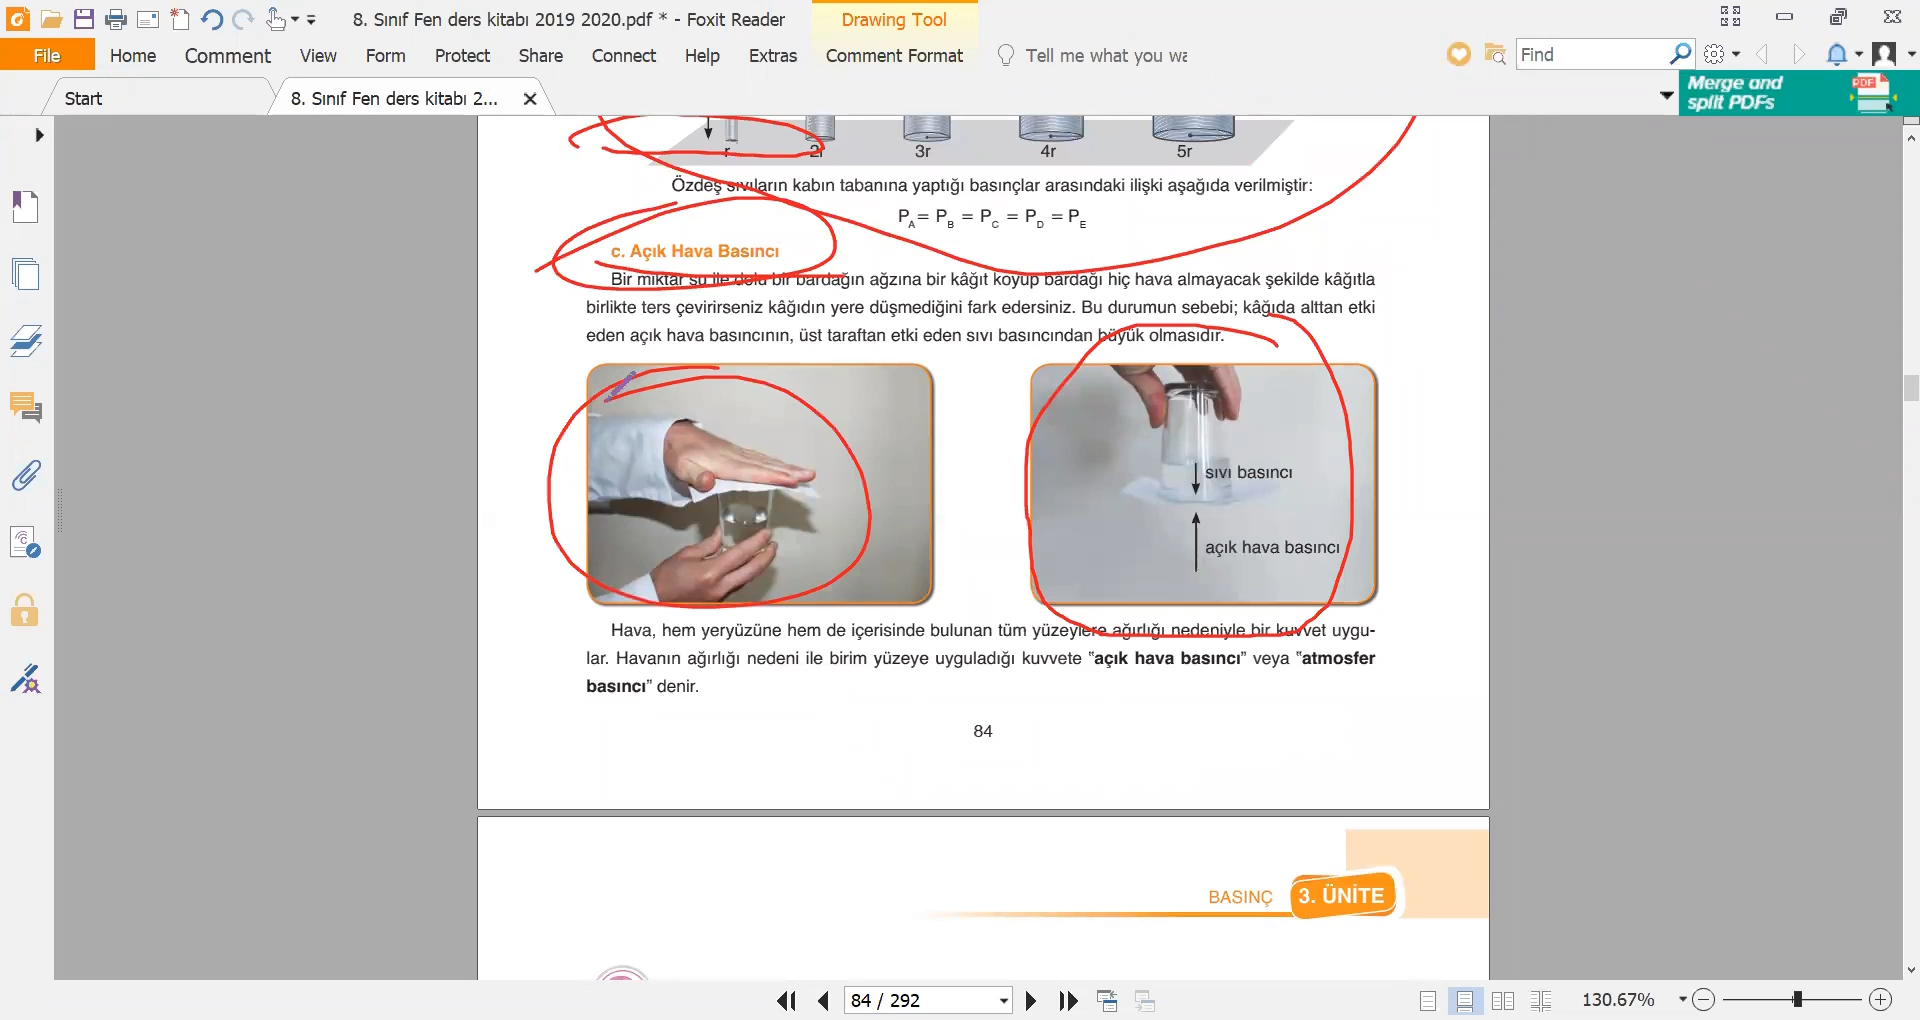 8. Sınıf Fen ders kitabı 2019 2020.pdf * - Foxit Reader
Drawing Tool
File
Home
Comment
View
Form
Protect
Share
Connect
Help
Extras
Comment Format
Tell me what you wa
Find
Start
8. Sınıf Fen ders kitabı 2...
Merge and
split PDFs
r
2r
3r
4r
5r
Özdeş sıvıların kabın tabanına yaptığı basınçlar arasındaki ilişki aşağıda verilmiştir:
P_A = P_B = P_C = P_D = P_E
c. Açık Hava Basıncı
Bir miktar su ile dolu bir bardağın ağzına bir kâğıt koyup bardağı hiç hava almayacak şekilde kâğıtla
birlikte ters çevirirseniz kâğıdın yere düşmediğini fark edersiniz. Bu durumun sebebi; kâğıda alttan etki
eden açık hava basıncının, üst taraftan etki eden sıvı basıncından büyük olmasıdır.
sıvı basıncı
açık hava basıncı
Hava, hem yeryüzüne hem de içerisinde bulunan tüm yüzeylere ağırlığı nedeniyle bir kuvvet uygu-
lar. Havanın ağırlığı nedeni ile birim yüzeye uyguladığı kuvvete "açık hava basıncı" veya "atmosfer
basıncı" denir.
84
BASINÇ
3. ÜNİTE
84 / 292
130.67%